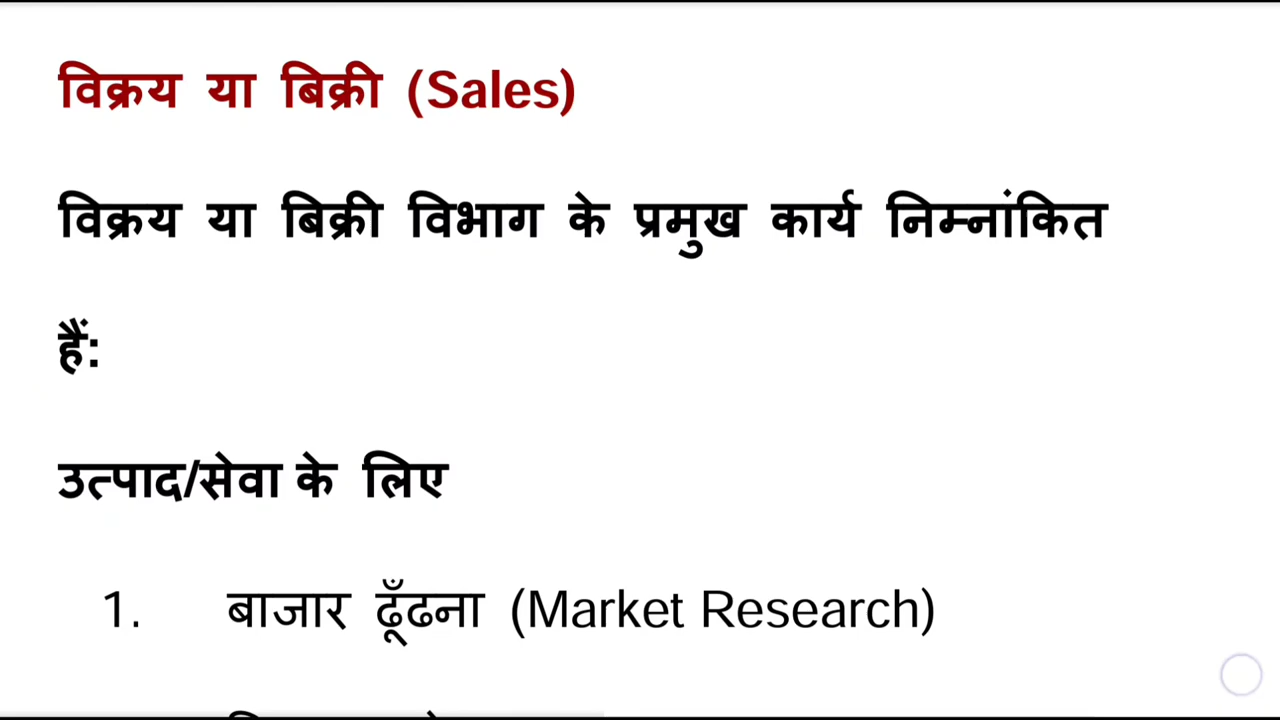 विक्रय या बिक्री (Sales)
विक्रय या बिक्री विभाग के प्रमुख कार्य निम्नांकित
हैं:
उत्पाद/सेवा के लिए
1. बाजार ढूँढना (Market Research)